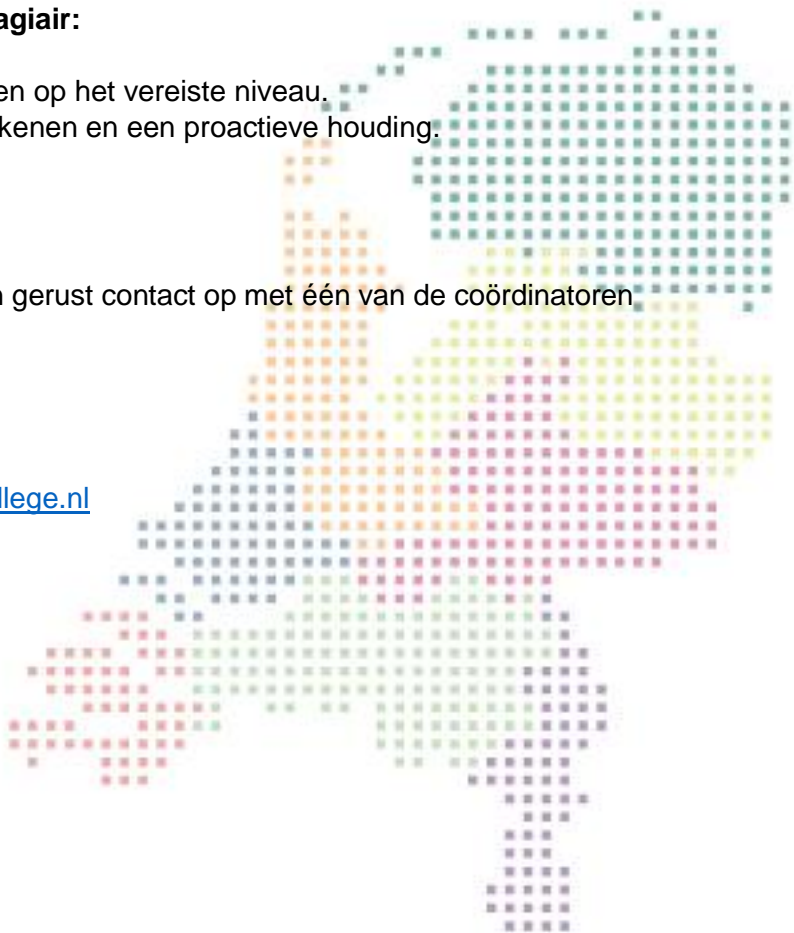 agiair:
en op het vereiste niveau.
kenen en een proactieve houding.
n gerust contact op met één van de coördinatoren
llege.nl